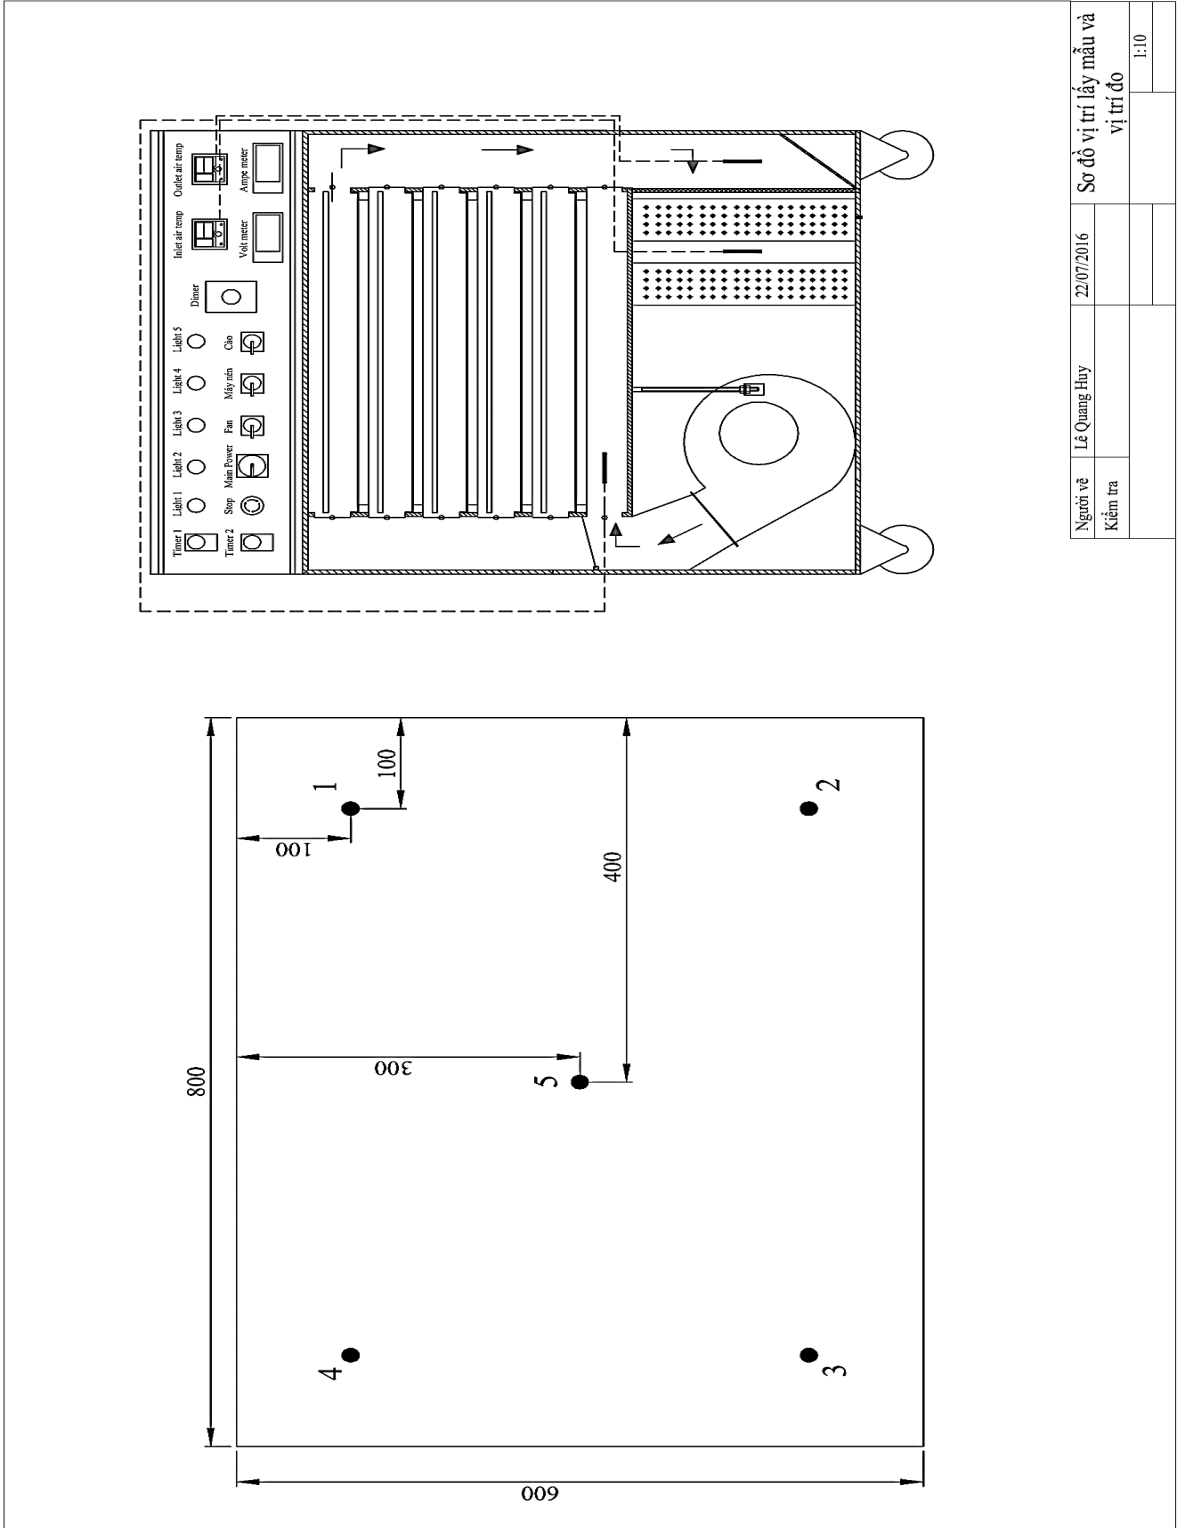 Outlet air temp
Inlet air temp
Ampe meter
Volt meter
Dimer
Light 5
Light 4
Light 3
Light 2
Light 1
Timer 1
Cào
Máy nén
Fan
Main Power
Stop
Timer 2
800
600
100
100
300
400
1
2
3
4
5
Người vẽ
Lê Quang Huy
22/07/2016
Kiểm tra
Sơ đồ vị trí lấy mẫu và
vị trí đo
1:10